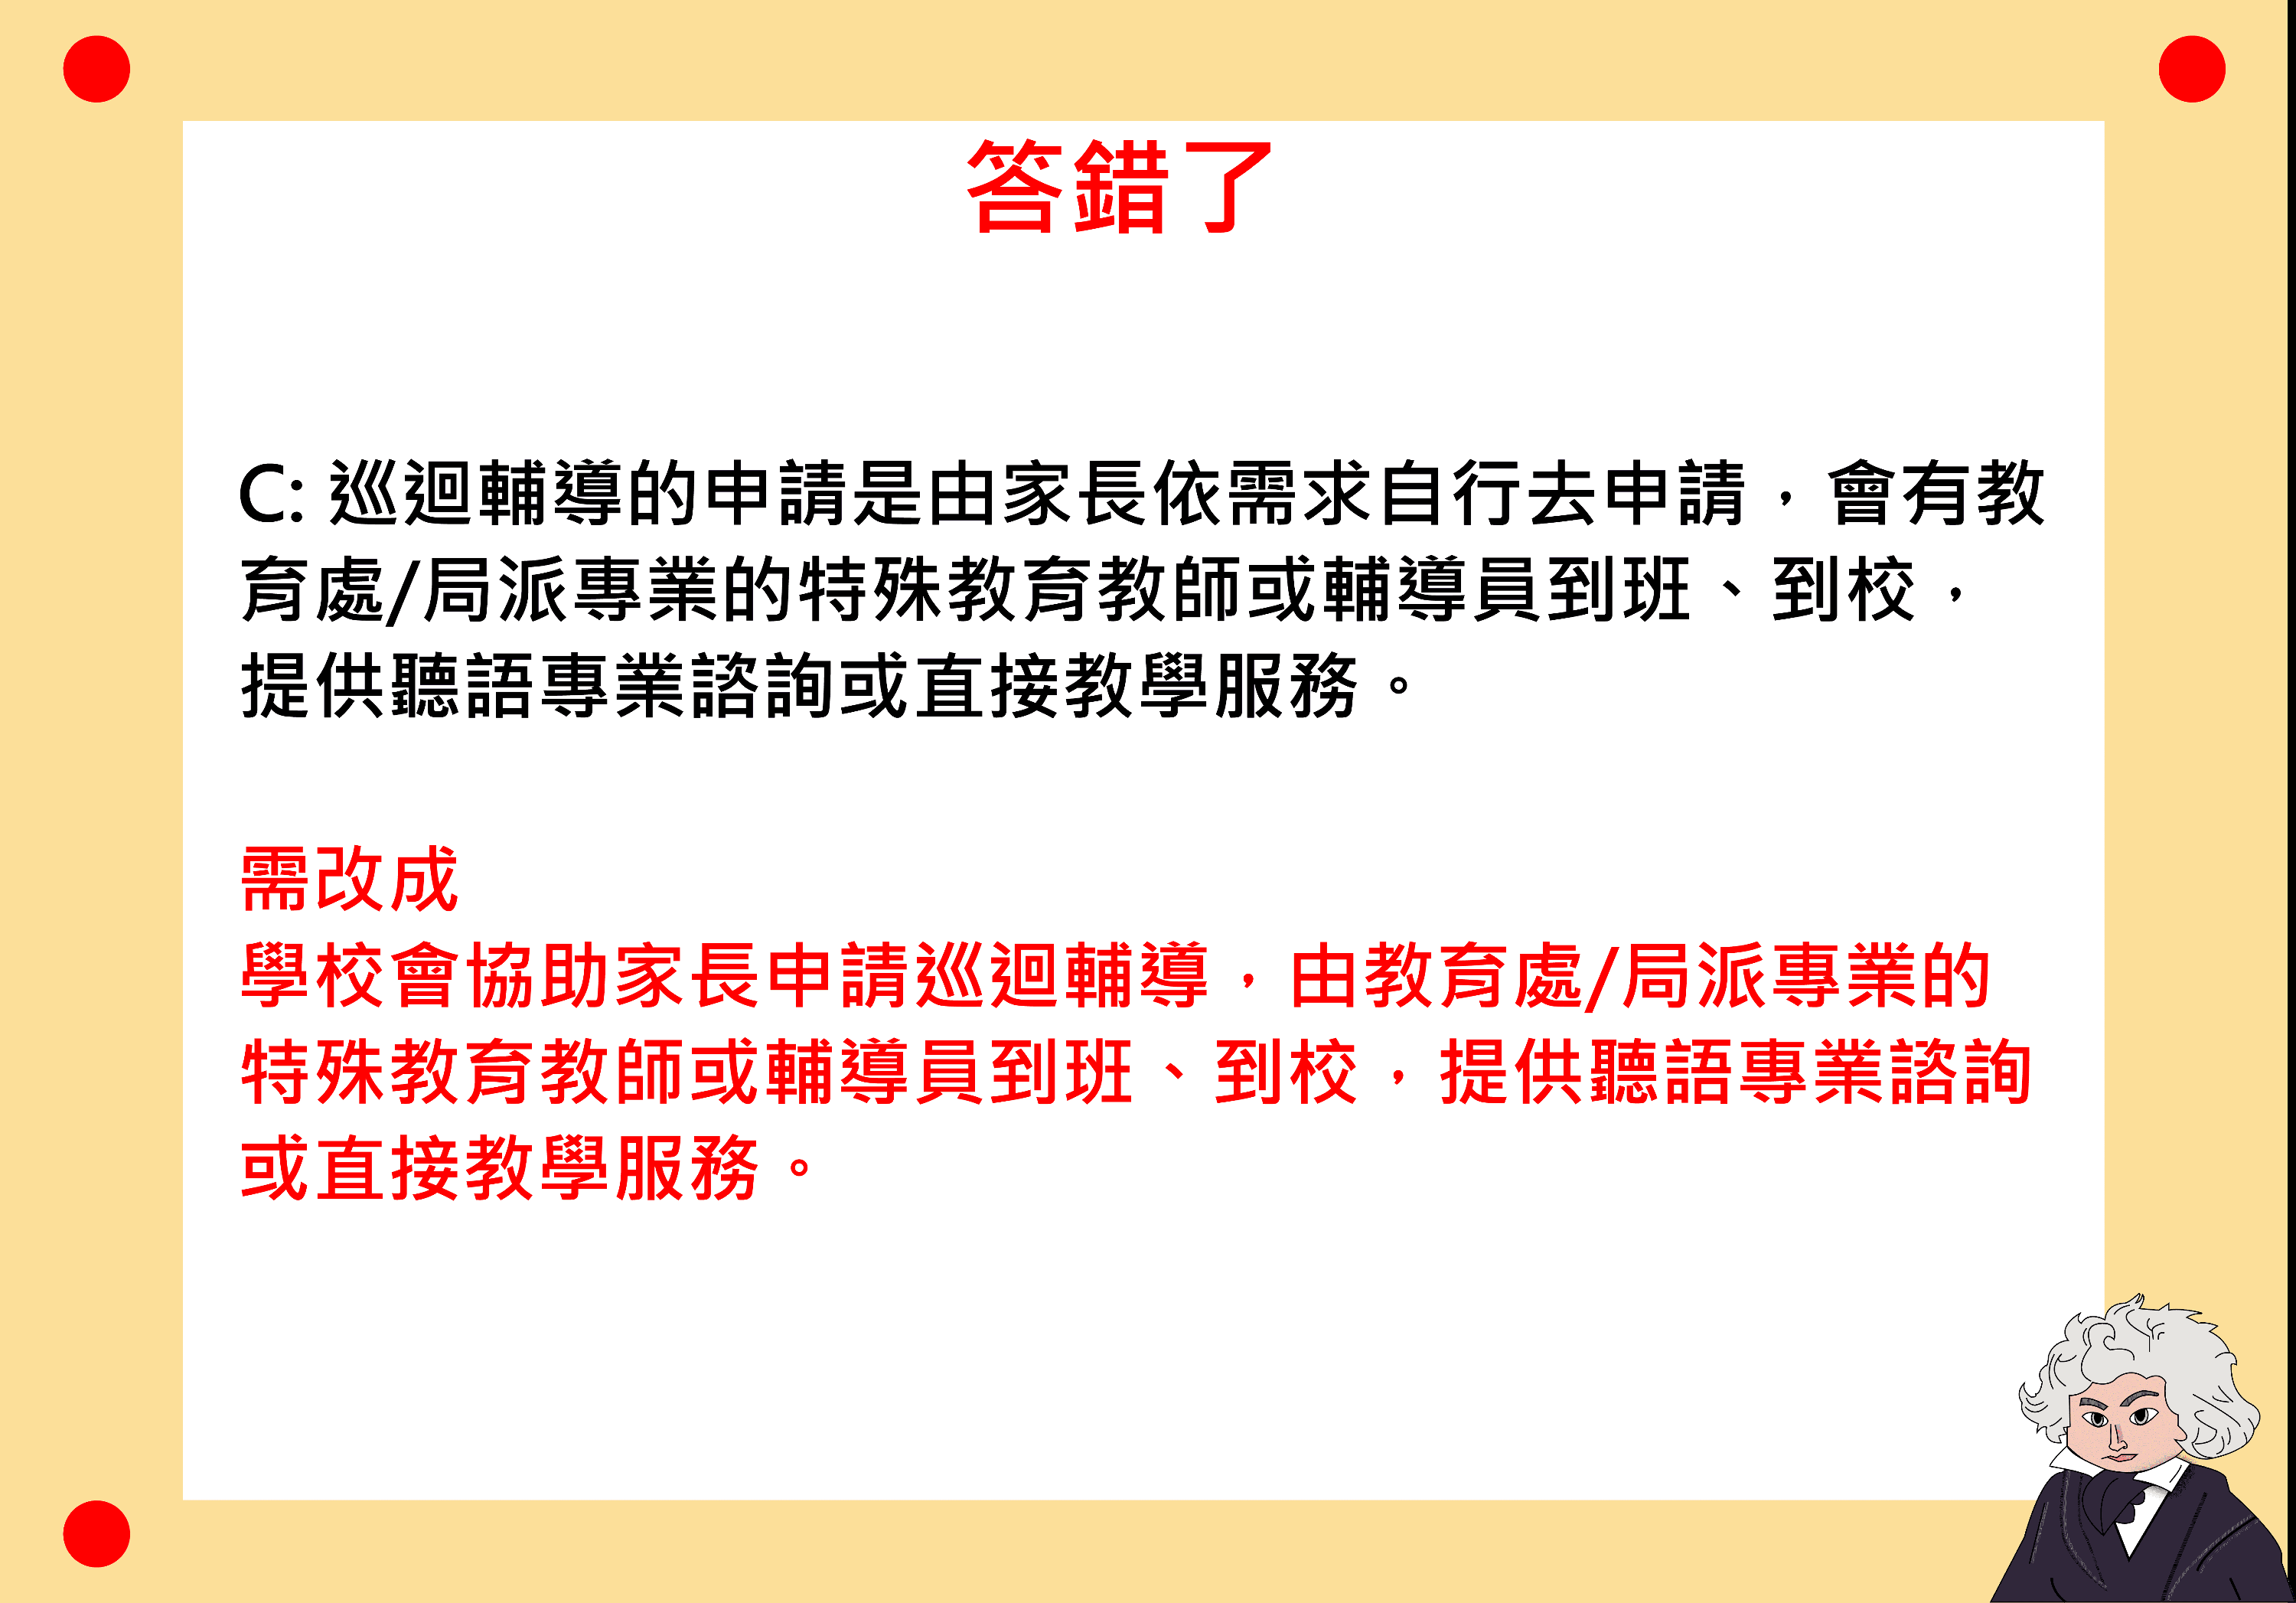 答錯了
C: 巡迴輔導的申請是由家長依需求自行去申請，會有教
育處/局派專業的特殊教育教師或輔導員到班、到校，
提供聽語專業諮詢或直接教學服務。
需改成
學校會協助家長申請巡迴輔導，由教育處/局派專業的
特殊教育教師或輔導員到班、到校，提供聽語專業諮詢
或直接教學服務。